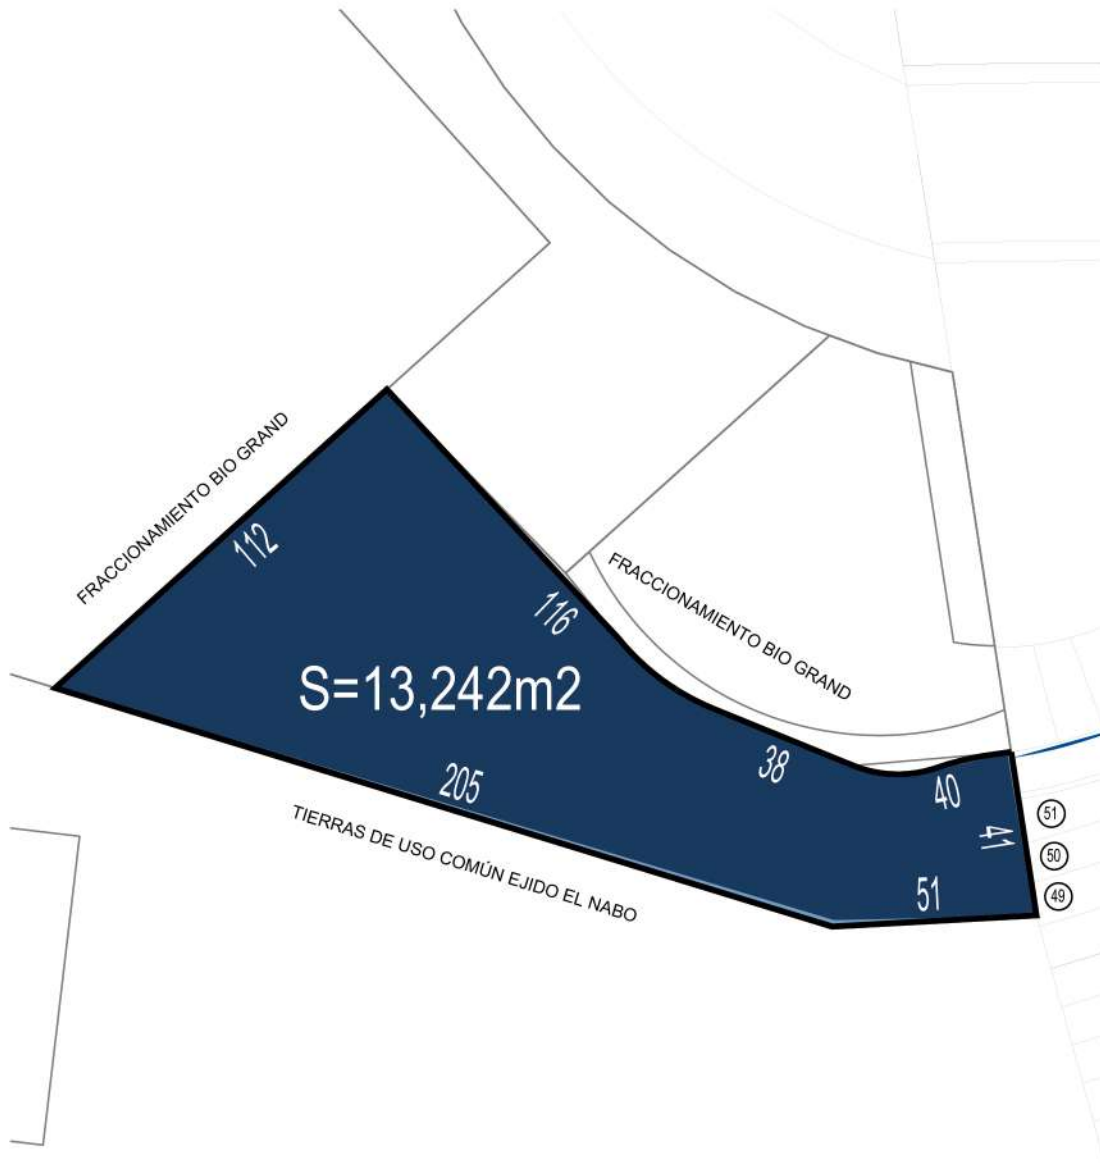 FRACCIONAMIENTO BIO GRAND
112
116
FRACCIONAMIENTO BIO GRAND
S=13,242m2
38
40
205
41
51
TIERRAS DE USO COMÚN EJIDO EL NABO
51
50
49